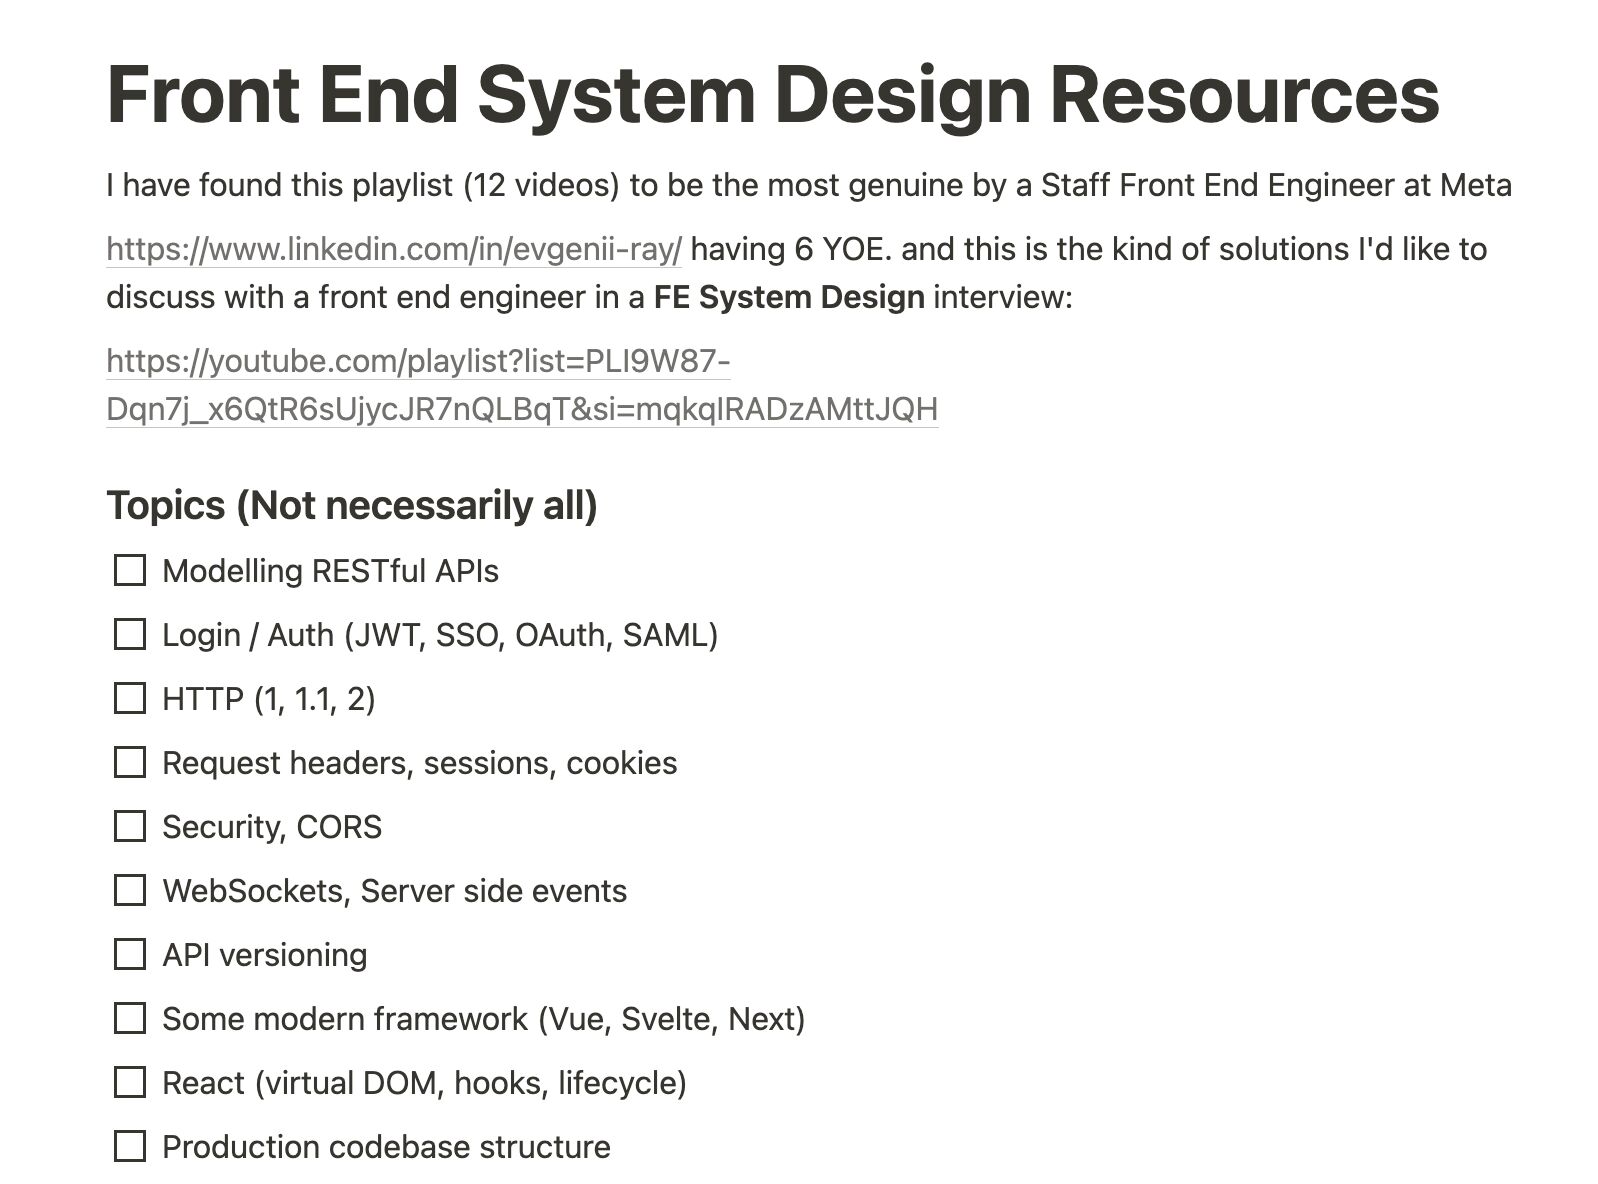 Front End System Design Resources
I have found this playlist (12 videos) to be the most genuine by a Staff Front End Engineer at Meta
https://www.linkedin.com/in/evgenii-ray/ having 6 YOE. and this is the kind of solutions I'd like to
discuss with a front end engineer in a FE System Design interview:
https://youtube.com/playlist?list=PLI9W87-
Dqn7j_x6QtR6sUjycJR7nQLBqT&si=mqkqIRADzAMttJQH
Topics (Not necessarily all)
Modelling RESTful APIs
Login / Auth (JWT, SSO, OAuth, SAML)
HTTP (1, 1.1, 2)
Request headers, sessions, cookies
Security, CORS
WebSockets, Server side events
API versioning
Some modern framework (Vue, Svelte, Next)
React (virtual DOM, hooks, lifecycle)
Production codebase structure